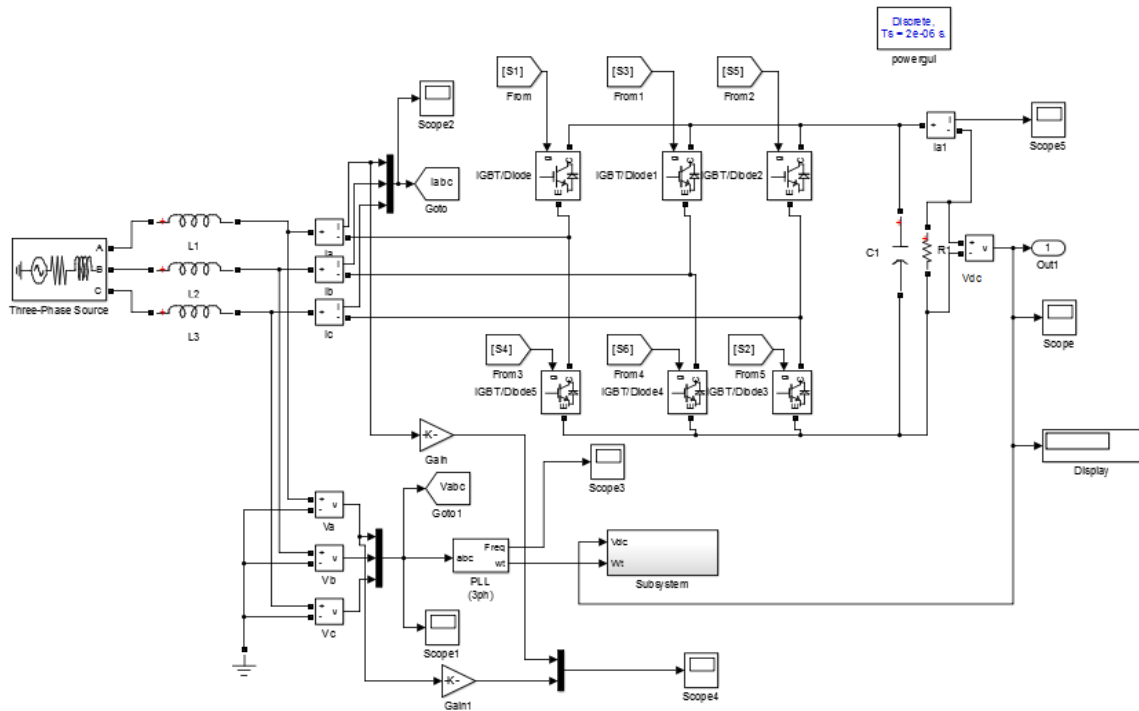 Discrete,
Ts = 2e-06 s.
powergui
[S1]
From
[S3]
From1
[S5]
From2
Scope2
Iabc
Goto
IGBT/Diode
IGBT/Diode1
IGBT/Diode2
g
C
E
g
C
E
g
C
E
+
i
-
Ia1
Scope5
A
B
C
Three-Phase Source
+
L1
+
L2
+
L3
+
i
-
Ia
+
i
-
Ib
+
i
-
Ic
+
C1
+
R1
+
v
-
Vdc
1
Out1
Scope
[S4]
From3
[S6]
From4
[S2]
From5
IGBT/Diode5
IGBT/Diode4
IGBT/Diode3
g
C
E
g
C
E
g
C
E
-K-
Gain
Scope3
Display
Vabc
Goto1
+
v
-
Va
+
v
-
Vb
+
v
-
Vc
abc
Freq
wt
PLL
(3ph)
Vdc
Wt
Subsystem
Scope1
-K-
Gain1
Scope4